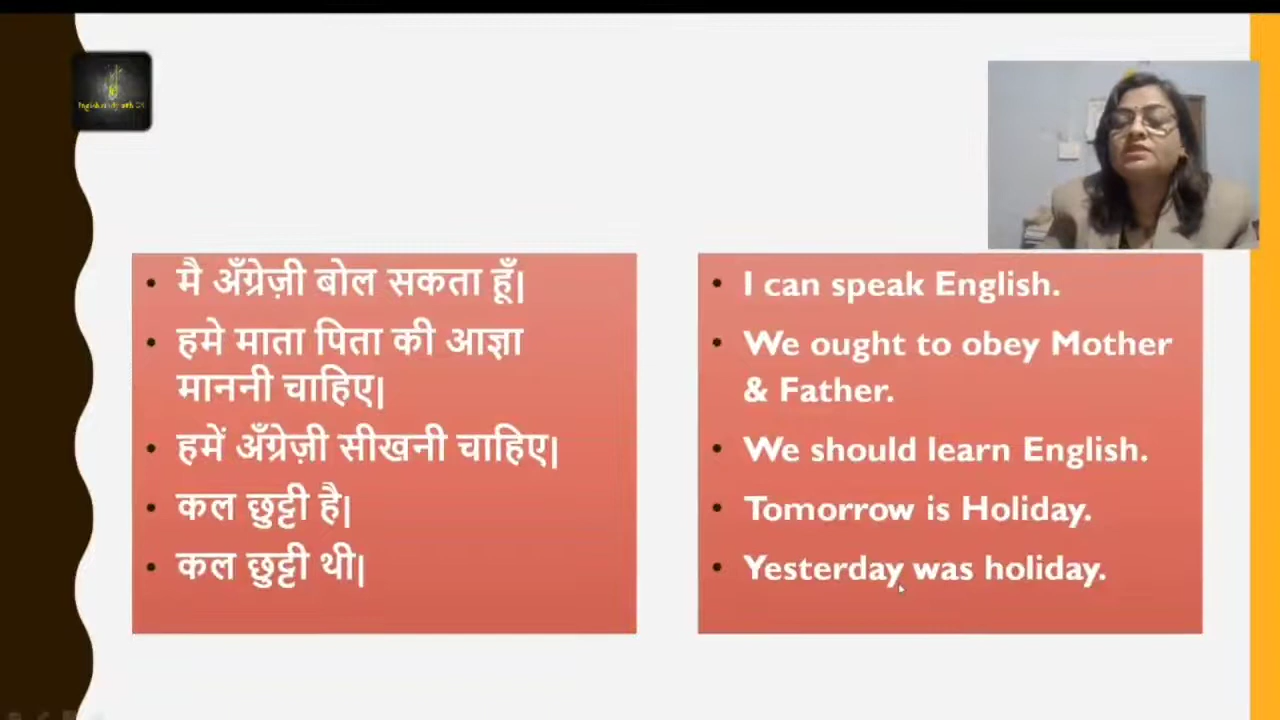 • मै अँग्रेज़ी बोल सकता हूँ|
• हमे माता पिता की आज्ञा
माननी चाहिए|
• हमें अँग्रेज़ी सीखनी चाहिए|
• कल छुट्टी है|
• कल छुट्टी थी|
• I can speak English.
• We ought to obey Mother
& Father.
• We should learn English.
• Tomorrow is Holiday.
• Yesterday was holiday.